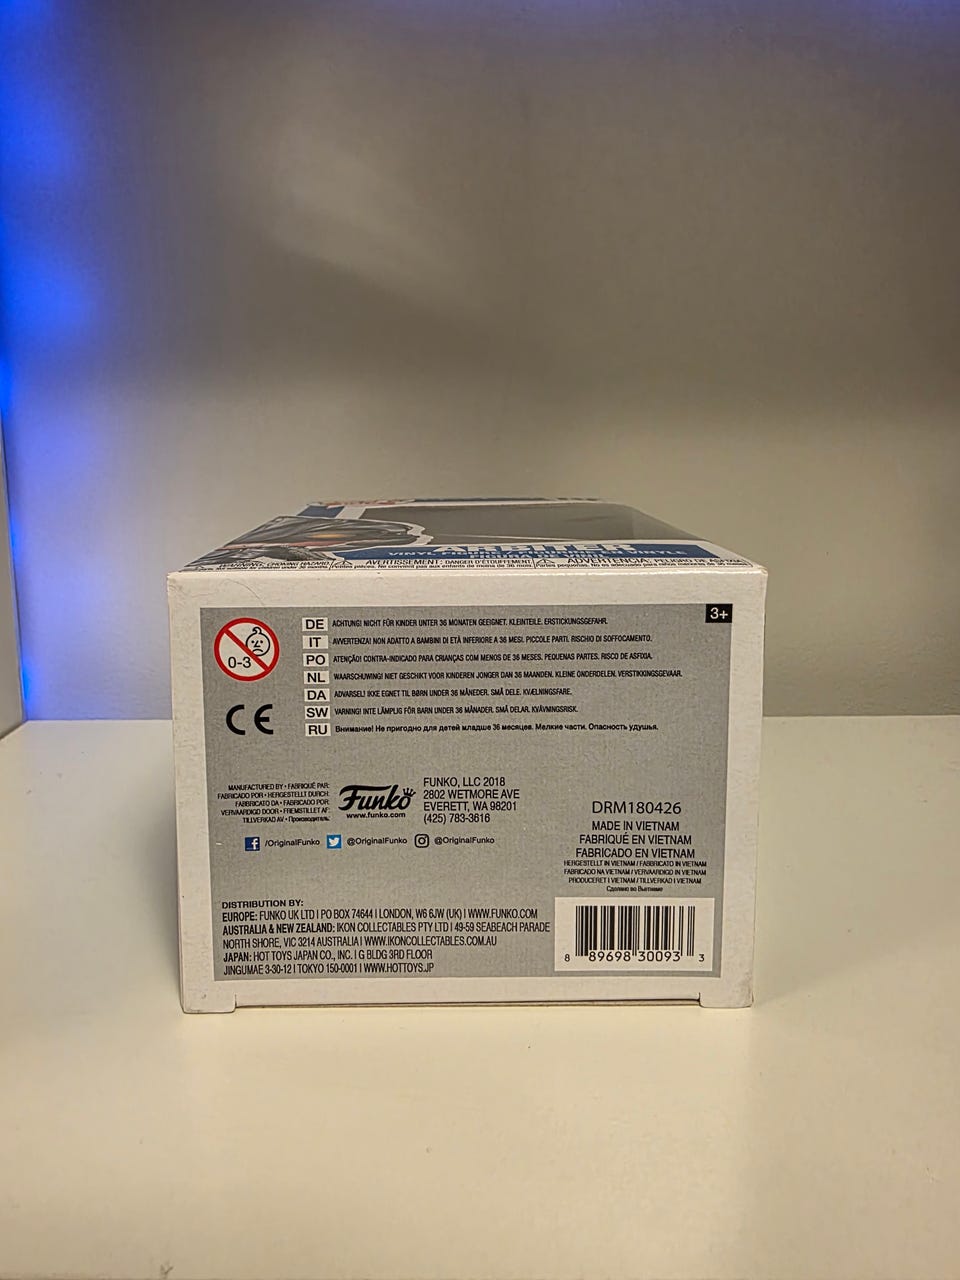 ARBITER
AVERTISSEMENT: DANGER D'ÉTOUFFEMENT
3+
0-3
DE ACHTUNG! NICHT FÜR KINDER UNTER 36 MONATEN GEEIGNET. KLEINTEILE. ERSTICKUNGSGEFAHR.
IT AVVERTENZA! NON ADATTO A BAMBINI DI ETÀ INFERIORE A 36 MESI. PICCOLE PARTI. RISCHIO DI SOFFOCAMENTO.
PO ATENÇÃO! CONTRA-INDICADO PARA CRIANÇAS COM MENOS DE 36 MESES. PEQUENAS PARTES. RISCO DE ASFIXIA.
NL WAARSCHUWING! NIET GESCHIKT VOOR KINDEREN JONGER DAN 36 MAANDEN. KLEINE ONDERDELEN. VERSTIKKINGSGEVAAR.
DA ADVARSEL! IKKE EGNET TIL BØRN UNDER 36 MÅNEDER. SMÅ DELE. KVÆLNINGSFARE.
SW VARNING! INTE LÄMPLIG FÖR BARN UNDER 36 MÅNADER. SMÅ DELAR. KVÄVNINGSRISK.
RU Внимание! Не пригодно для детей младше 36 месяцев. Мелкие части. Опасность удушья.
CE
MANUFACTURED BY • FABRIQUÉ PAR:
FABRICADO POR • HERGESTELLT DURCH:
FABBRICATO DA • FABRICADO POR:
VERVAARDIGD DOOR • FREMSTILLET AF:
TILLVERKAD AV • Производитель:
Funko
www.funko.com
FUNKO, LLC 2018
2802 WETMORE AVE
EVERETT, WA 98201
(425) 783-3616
/OriginalFunko @OriginalFunko @OriginalFunko
DRM180426
MADE IN VIETNAM
FABRIQUÉ EN VIETNAM
FABRICADO EN VIETNAM
HERGESTELLT IN VIETNAM / FABBRICATO IN VIETNAM
FABRICADO NA VIETNAM / VERVAARDIGD IN VIETNAM
PRODUCERET I VIETNAM / TILLVERKAD I VIETNAM
Сделано во Вьетнаме
DISTRIBUTION BY:
EUROPE: FUNKO UK LTD I PO BOX 74644 I LONDON, W6 6JW (UK) I WWW.FUNKO.COM
AUSTRALIA & NEW ZEALAND: IKON COLLECTABLES PTY LTD I 49-59 SEABEACH PARADE
NORTH SHORE, VIC 3214 AUSTRALIA I WWW.IKONCOLLECTABLES.COM.AU
JAPAN: HOT TOYS JAPAN CO., INC. I G BLDG 3RD FLOOR
JINGUMAE 3-30-12 I TOKYO 150-0001 I WWW.HOTTOYS.JP
8 89698 30093 3